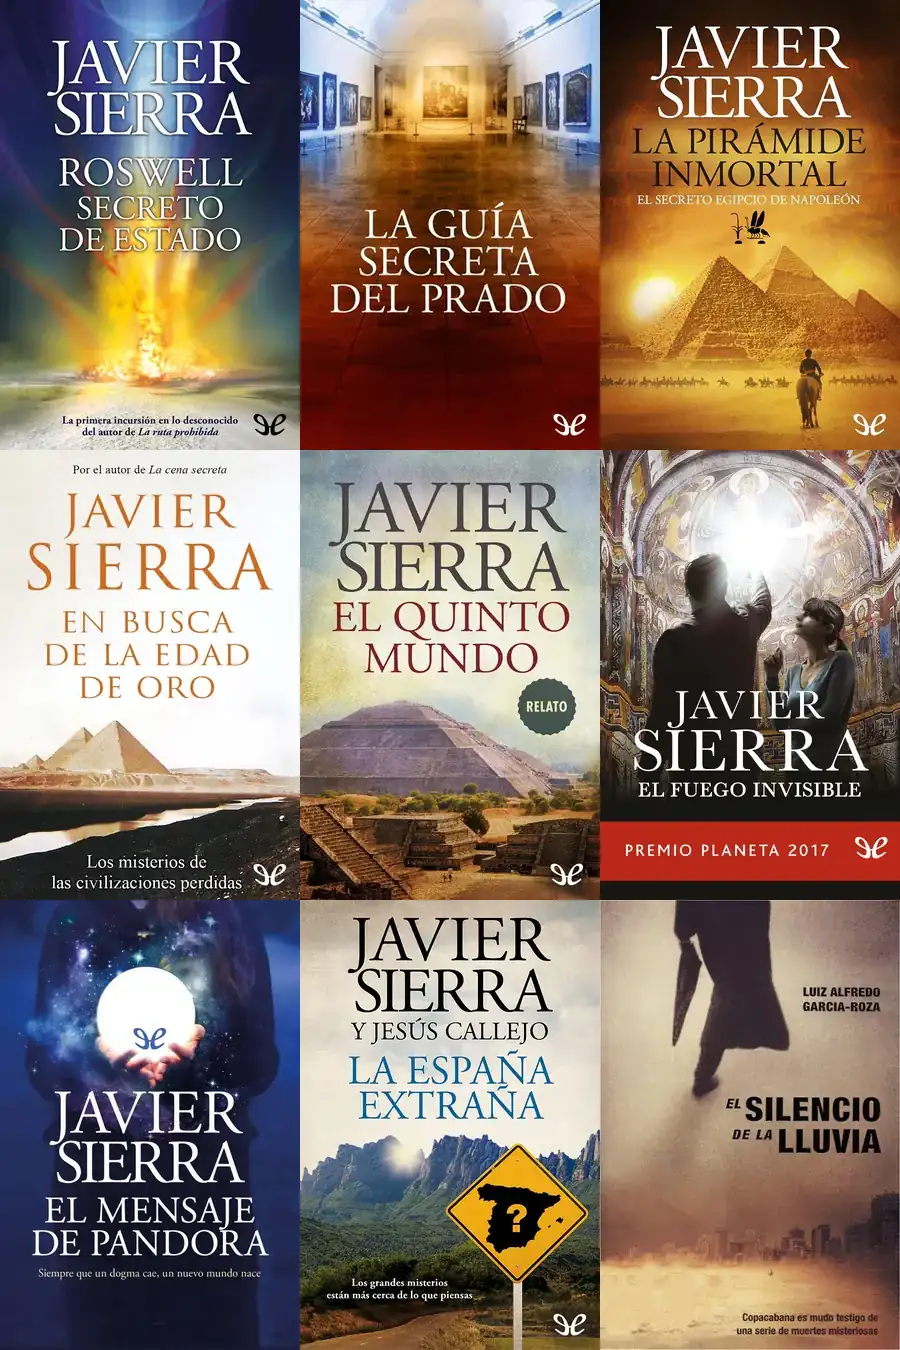 JAVIER
SIERRA
ROSWELL
SECRETO
DE ESTADO
La primera incursión en lo desconocido
del autor de La ruta prohibida
LA GUÍA
SECRETA
DEL PRADO
JAVIER
SIERRA
LA PIRÁMIDE
INMORTAL
EL SECRETO EGIPCIO DE NAPOLEÓN
Por el autor de La cena secreta
JAVIER
SIERRA
EN BUSCA
DE LA EDAD
DE ORO
Los misterios de
las civilizaciones perdidas
JAVIER
SIERRA
EL QUINTO
MUNDO
RELATO
JAVIER
SIERRA
EL FUEGO INVISIBLE
PREMIO PLANETA 2017
JAVIER
SIERRA
EL MENSAJE
DE PANDORA
Siempre que un dogma cae, un nuevo mundo nace
JAVIER
SIERRA
Y JESÚS CALLEJO
LA ESPAÑA
EXTRAÑA
?
Los grandes misterios
están más cerca de lo que piensas
LUIZ ALFREDO
GARCIA-ROZA
EL SILENCIO
DE LA LLUVIA
Copacabana es mudo testigo de
una serie de muertes misteriosas